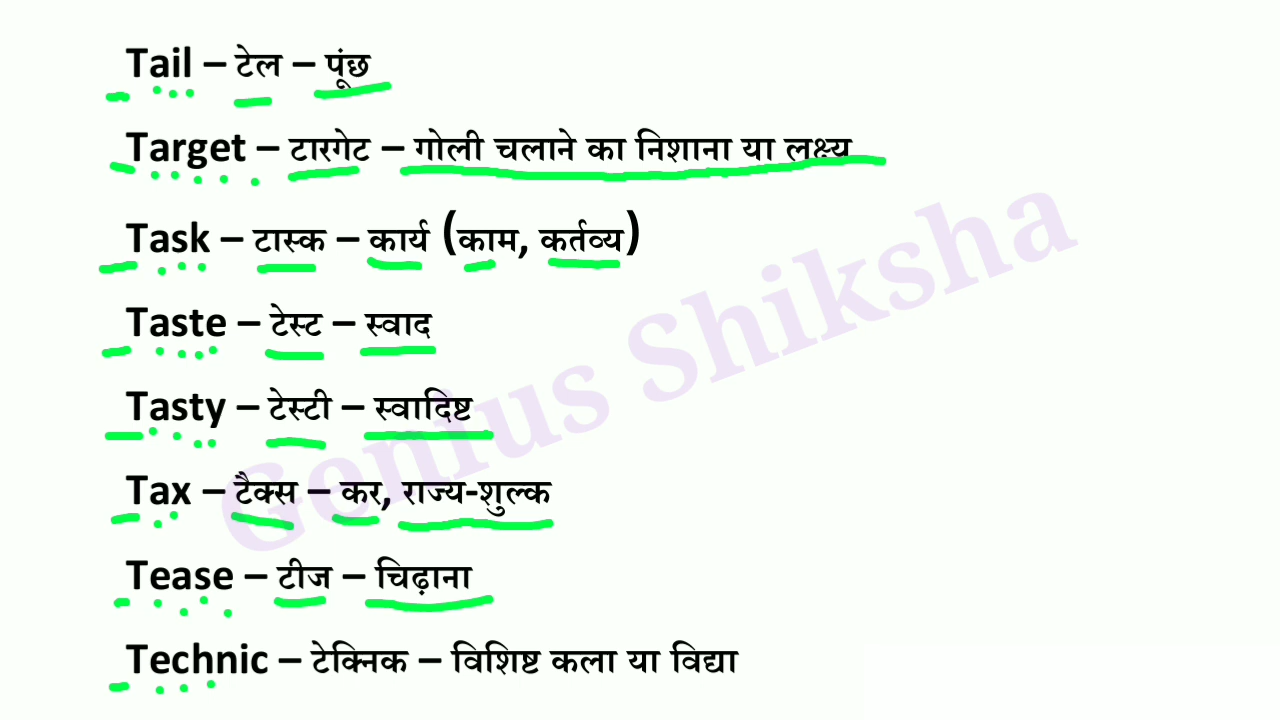 Tail – टेल – पूंछ
Target – टारगेट – गोली चलाने का निशाना या लक्ष्य
Task – टास्क – कार्य (काम, कर्तव्य)
Taste – टेस्ट – स्वाद
Tasty – टेस्टी – स्वादिष्ट
Tax – टैक्स – कर, राज्य-शुल्क
Tease – टीज – चिढ़ाना
Technic – टेक्निक – विशिष्ट कला या विद्या
Genius Shiksha